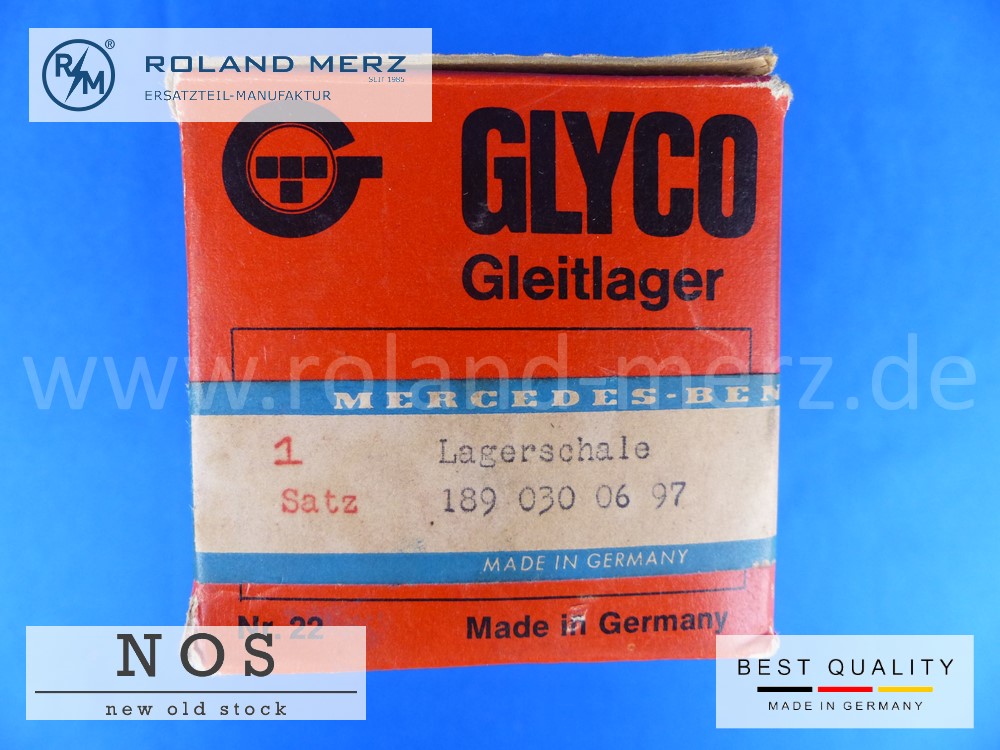 R/M®
ROLAND MERZ
SEIT 1985
ERSATZTEIL-MANUFAKTUR
G
GLYCO
Gleitlager
www.roland-merz.de
MERCEDES-BEN
1 Lagerschale
Satz 189 030 06 97
MADE IN GERMANY
Nr. 22 Made in Germany
NOS
new old stock
BEST QUALITY
MADE IN GERMANY